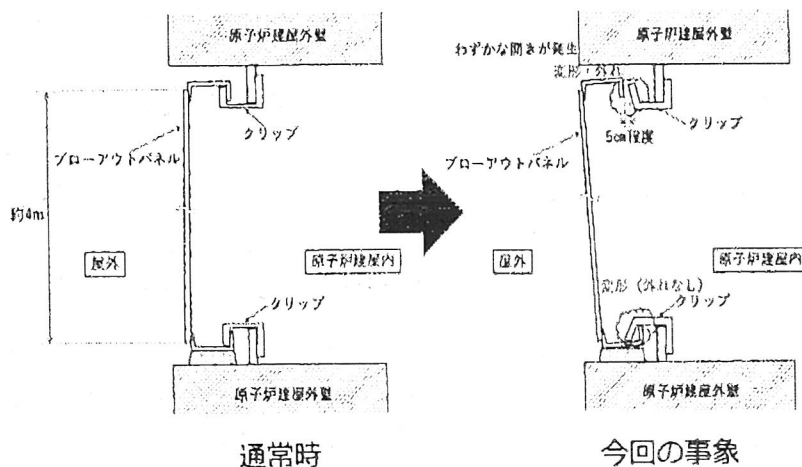 原子炉建屋外壁
クリップ
ブローアウトパネル
約4m
屋外
原子炉建屋内
クリップ
原子炉建屋外壁
通常時
原子炉建屋外壁
わずかな開きが発生
変形・外れ
クリップ
5cm程度
ブローアウトパネル
屋外
原子炉建屋内
変形（外れなし）
クリップ
原子炉建屋外壁
今回の事象